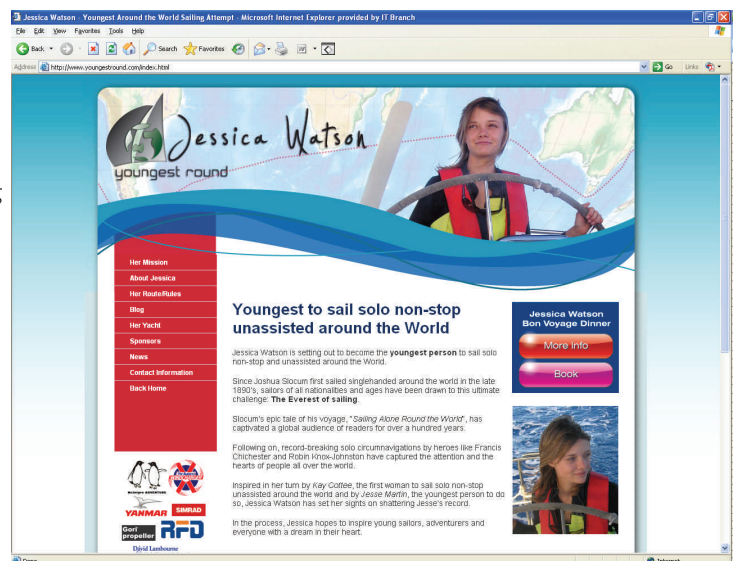 Jessica Watson - Youngest Around the World Sailing Attempt - Microsoft Internet Explorer provided by IT Branch
File Edit View Favorites Tools Help
Back Search Favorites
Address http://www.youngestround.com/index.html Go Links
Jessica Watson
youngest round
Her Mission
About Jessica
Her Route/Rules
Blog
Her Yacht
Sponsors
News
Contact Information
Back Home
YANMAR SIMRAD
Gori
propeller
RFD
David Lambourne
Youngest to sail solo non-stop
unassisted around the World
Jessica Watson is setting out to become the youngest person to sail solo
non-stop and unassisted around the World.
Since Joshua Slocum first sailed singlehanded around the world in the late
1890's, sailors of all nationalities and ages have been drawn to this ultimate
challenge: The Everest of sailing.
Slocum's epic tale of his voyage, "Sailing Alone Round the World", has
captivated a global audience of readers for over a hundred years.
Following on, record-breaking solo circumnavigations by heroes like Francis
Chichester and Robin Knox-Johnston have captured the attention and the
hearts of people all over the world.
Inspired in her turn by Kay Cottee, the first woman to sail solo non-stop
unassisted around the world and by Jesse Martin, the youngest person to do
so, Jessica Watson has set her sights on shattering Jesse's record.
In the process, Jessica hopes to inspire young sailors, adventurers and
everyone with a dream in their heart.
Jessica Watson
Bon Voyage Dinner
More Info
Book
Done Internet